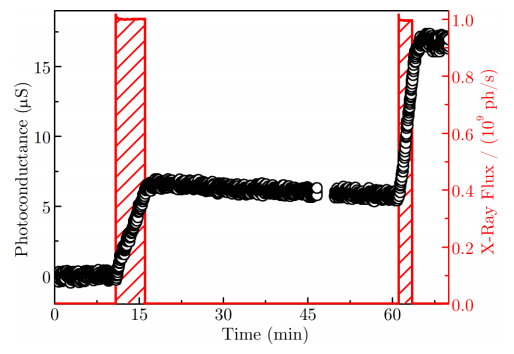 Photoconductance (μS)
15
10
5
0
0 15 30 45 60
Time (min)
1.0
0.8
0.6
0.4
0.2
0.0
X-Ray Flux / (10⁹ ph/s)